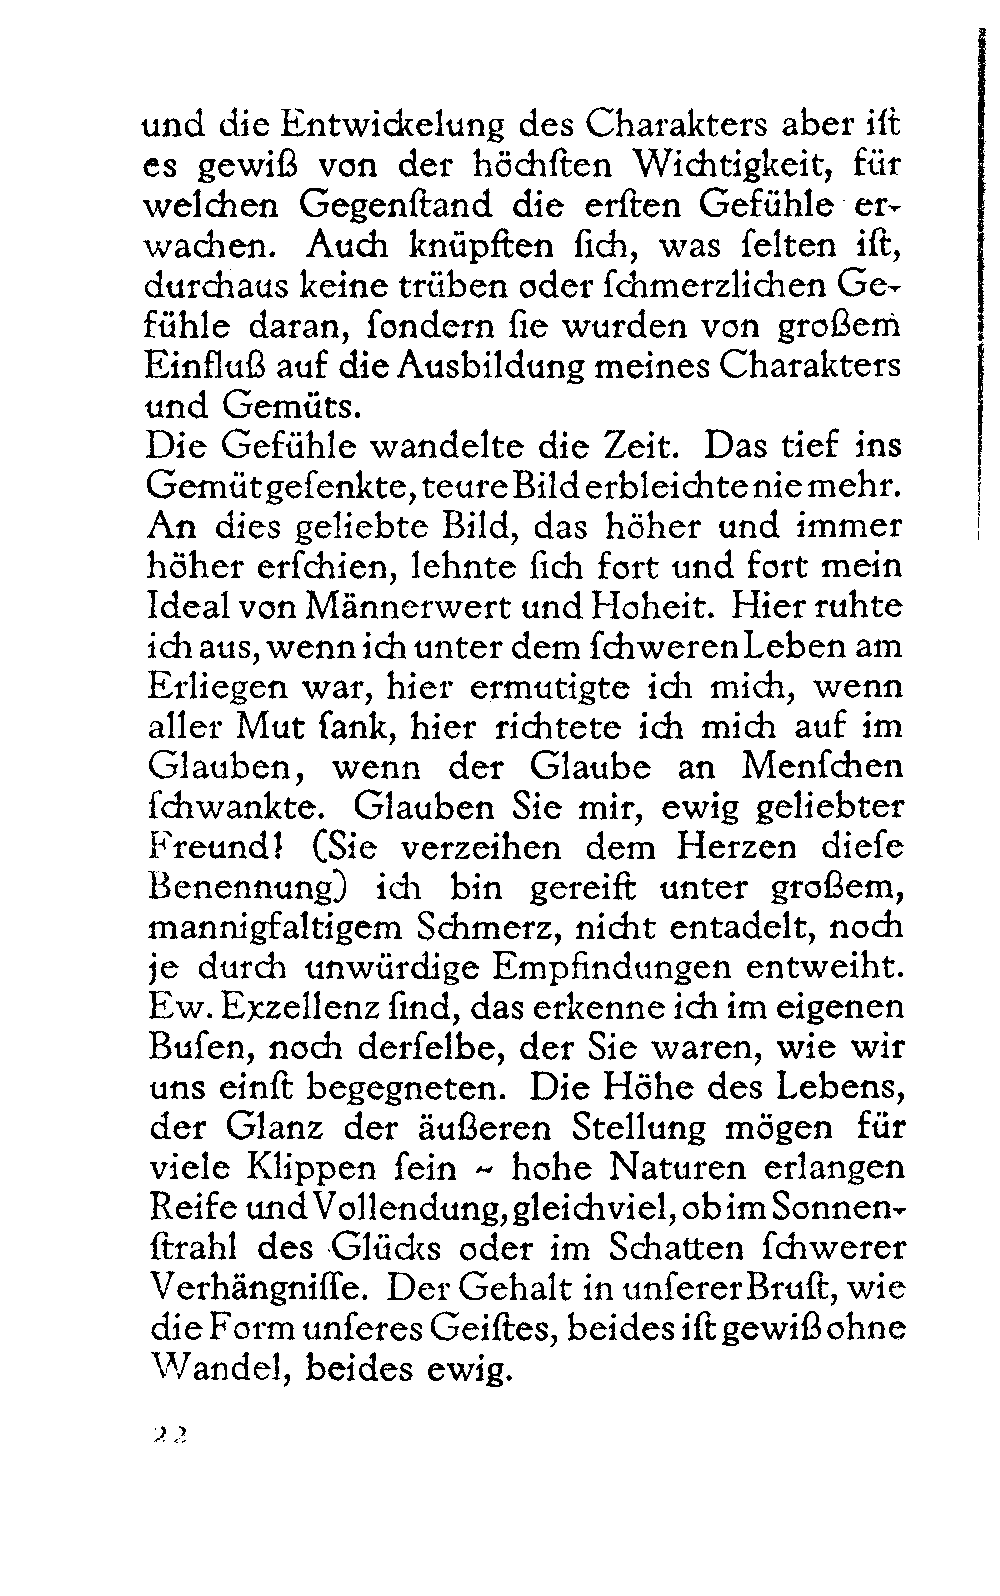 und die Entwickelung des Charakters aber iſt
es gewiß von der höchſten Wichtigkeit, für
welchen Gegenſtand die erſten Gefühle er-
wachen. Auch knüpften ſich, was ſelten iſt,
durchaus keine trüben oder ſchmerzlichen Ge-
fühle daran, ſondern ſie wurden von großem
Einfluß auf die Ausbildung meines Charakters
und Gemüts.
Die Gefühle wandelte die Zeit. Das tief ins
Gemüt geſenkte, teure Bild erbleichte nie mehr.
An dies geliebte Bild, das höher und immer
höher erſchien, lehnte ſich fort und fort mein
Ideal von Männerwert und Hoheit. Hier ruhte
ich aus, wenn ich unter dem ſchweren Leben am
Erliegen war, hier ermutigte ich mich, wenn
aller Mut ſank, hier richtete ich mich auf im
Glauben, wenn der Glaube an Menſchen
ſchwankte. Glauben Sie mir, ewig geliebter
Freund! (Sie verzeihen dem Herzen dieſe
Benennung) ich bin gereift unter großem,
mannigfaltigem Schmerz, nicht entadelt, noch
je durch unwürdige Empfindungen entweiht.
Ew. Exzellenz ſind, das erkenne ich im eigenen
Buſen, noch derſelbe, der Sie waren, wie wir
uns einſt begegneten. Die Höhe des Lebens,
der Glanz der äußeren Stellung mögen für
viele Klippen ſein ~ hohe Naturen erlangen
Reife und Vollendung, gleichviel, ob im Sonnen-
ſtrahl des Glücks oder im Schatten ſchwerer
Verhängniſſe. Der Gehalt in unſerer Bruſt, wie
die Form unſeres Geiſtes, beides iſt gewiß ohne
Wandel, beides ewig.
22